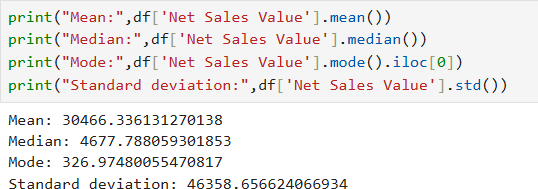 print("Mean:",df['Net Sales Value'].mean())
print("Median:",df['Net Sales Value'].median())
print("Mode:",df['Net Sales Value'].mode().iloc[0])
print("Standard deviation:",df['Net Sales Value'].std())
Mean: 30466.336131270138
Median: 4677.788059301853
Mode: 326.97480055470817
Standard deviation: 46358.656624066934